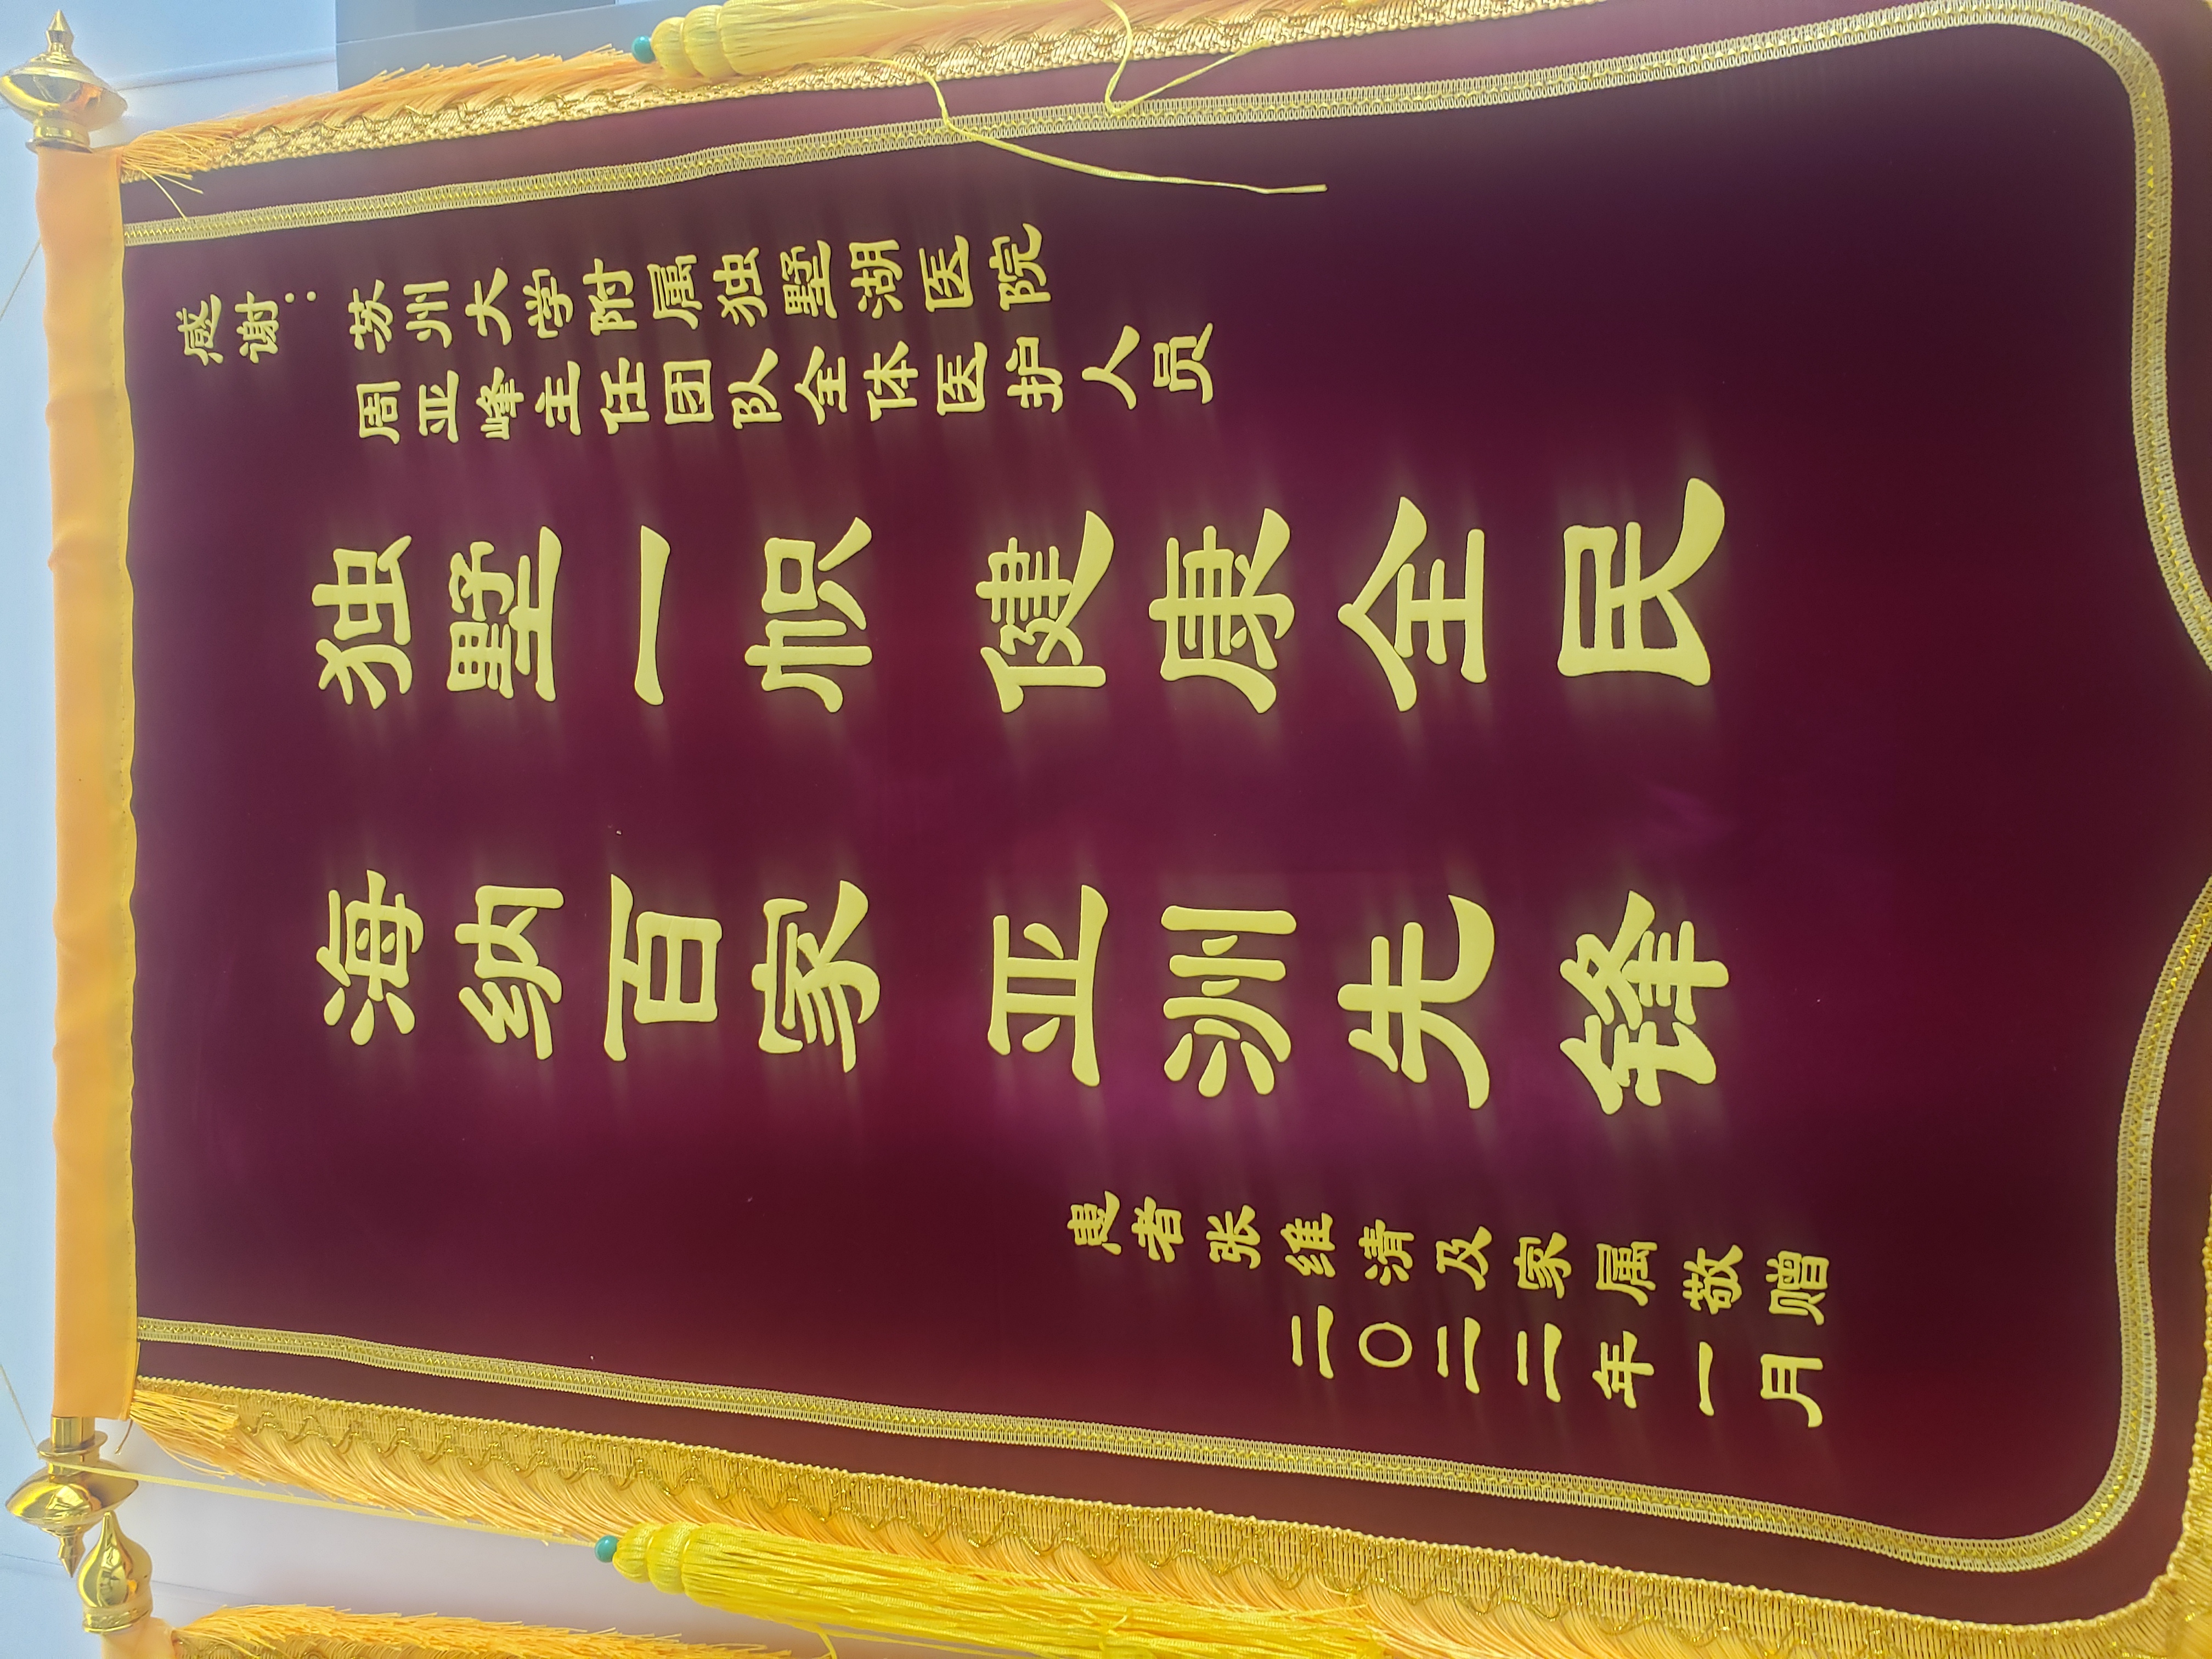 感谢：苏州大学附属独墅湖医院
周亚峰主任团队全体医护人员
独墅一帜 健康全民
海纳百家 亚洲先锋
患者张维清及家属敬赠
二〇二二年一月